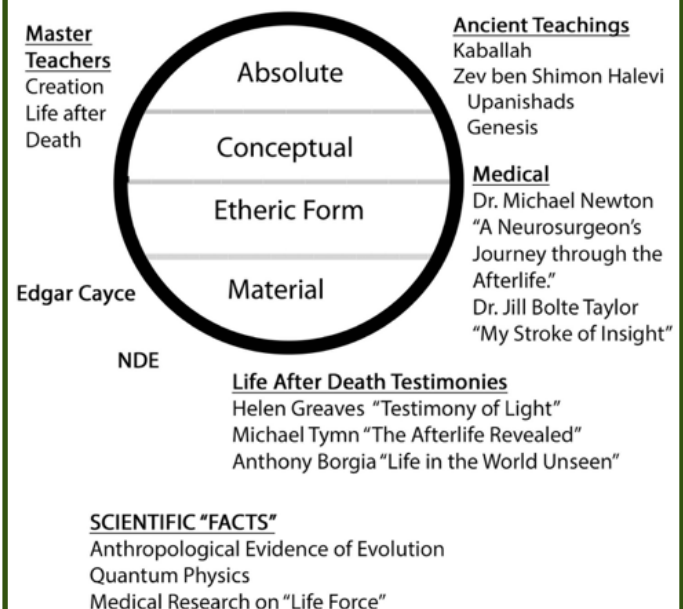 Master
Teachers
Creation
Life after
Death
Absolute
Conceptual
Etheric Form
Material
Ancient Teachings
Kaballah
Zev ben Shimon Halevi
Upanishads
Genesis
Medical
Dr. Michael Newton
“A Neurosurgeon’s
Journey through the
Afterlife.”
Dr. Jill Bolte Taylor
“My Stroke of Insight”
Edgar Cayce
NDE
Life After Death Testimonies
Helen Greaves “Testimony of Light”
Michael Tymn “The Afterlife Revealed”
Anthony Borgia “Life in the World Unseen”
SCIENTIFIC “FACTS”
Anthropological Evidence of Evolution
Quantum Physics
Medical Research on “Life Force”